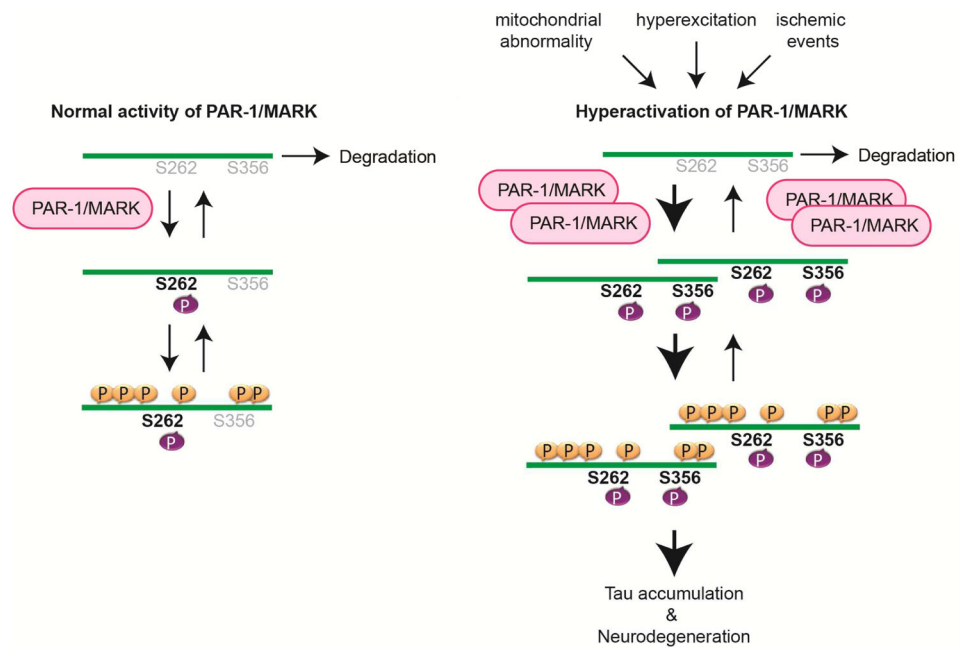 Normal activity of PAR-1/MARK
S262 S356
Degradation
PAR-1/MARK
S262 S356
P
P P P P P P
S262 S356
P
mitochondrial
abnormality
hyperexcitation
ischemic
events
Hyperactivation of PAR-1/MARK
S262 S356
Degradation
PAR-1/MARK
PAR-1/MARK
PAR-1/MARK
PAR-1/MARK
S262 S356
P P
S262 S356
P P
P P P P P P
S262 S356
P P
P P P P P P
S262 S356
P P
Tau accumulation
&
Neurodegeneration